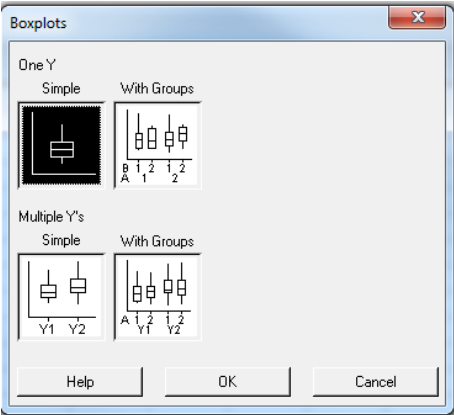 Boxplots
One Y
Simple With Groups
B 1 2 1 2
A 1 2
Multiple Y's
Simple With Groups
Y1 Y2
A 1 2 1 2
Y1 Y2
Help OK Cancel